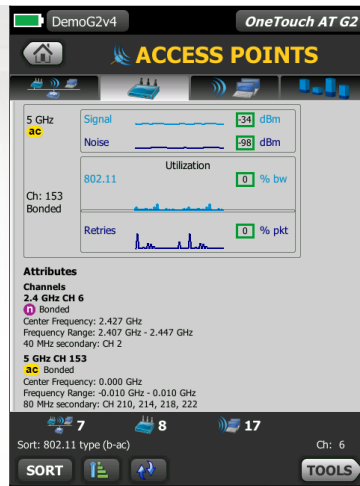 DemoG2v4
OneTouch AT G2
ACCESS POINTS
5 GHz
ac
Signal
-34 dBm
Noise
-98 dBm
Ch: 153
Bonded
Utilization
802.11
0 % bw
Retries
0 % pkt
Attributes
Channels
2.4 GHz CH 6
n Bonded
Center Frequency: 2.427 GHz
Frequency Range: 2.407 GHz - 2.447 GHz
40 MHz secondary: CH 2
5 GHz CH 153
ac Bonded
Center Frequency: 0.000 GHz
Frequency Range: -0.010 GHz - 0.010 GHz
80 MHz secondary: CH 210, 214, 218, 222
7 8 17
Sort: 802.11 type (b-ac) Ch: 6
SORT TOOLS